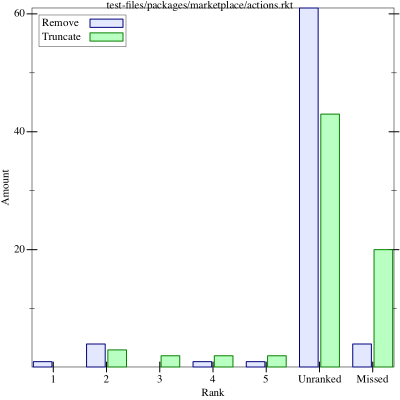 test-files/packages/marketplace/actions.rkt
Remove
Truncate
60
40
20
Amount
1 2 3 4 5 Unranked Missed
Rank